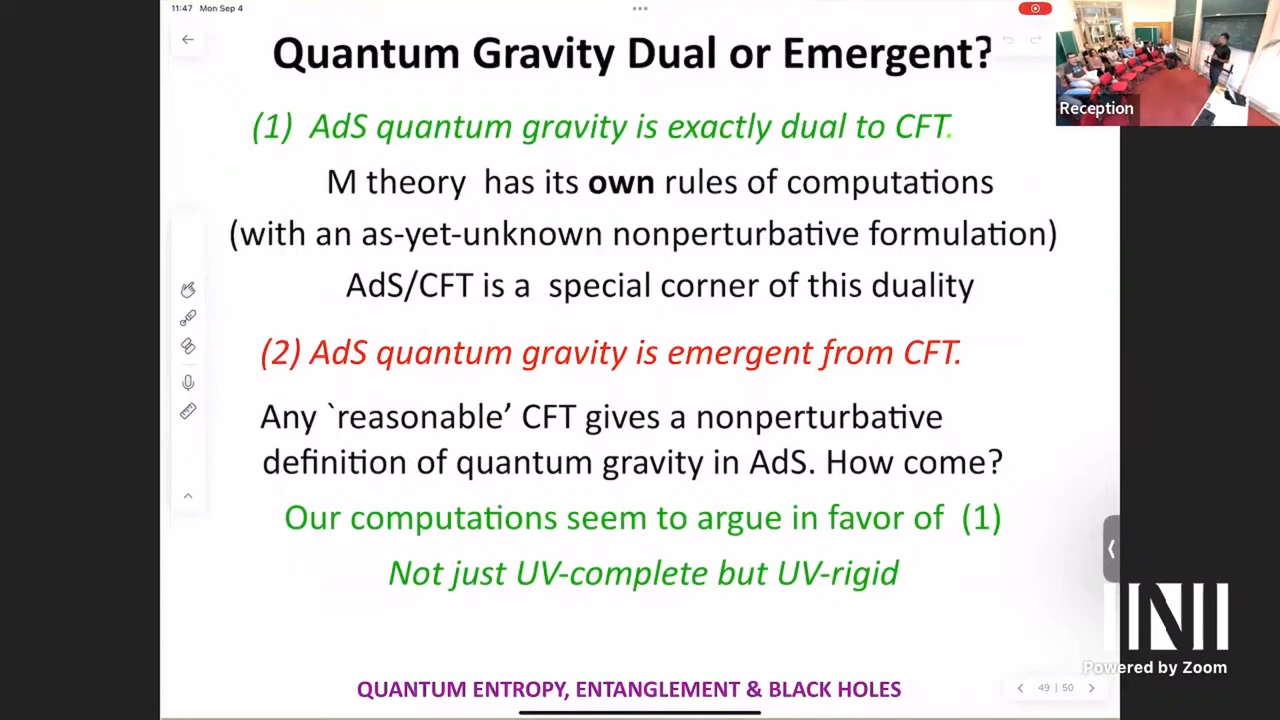 11:47 Mon Sep 4
Quantum Gravity Dual or Emergent?
Reception
(1) AdS quantum gravity is exactly dual to CFT.
M theory has its own rules of computations
(with an as-yet-unknown nonperturbative formulation)
AdS/CFT is a special corner of this duality
(2) AdS quantum gravity is emergent from CFT.
Any `reasonable’ CFT gives a nonperturbative
definition of quantum gravity in AdS. How come?
Our computations seem to argue in favor of (1)
Not just UV-complete but UV-rigid
Powered by Zoom
QUANTUM ENTROPY, ENTANGLEMENT & BLACK HOLES
49 | 50